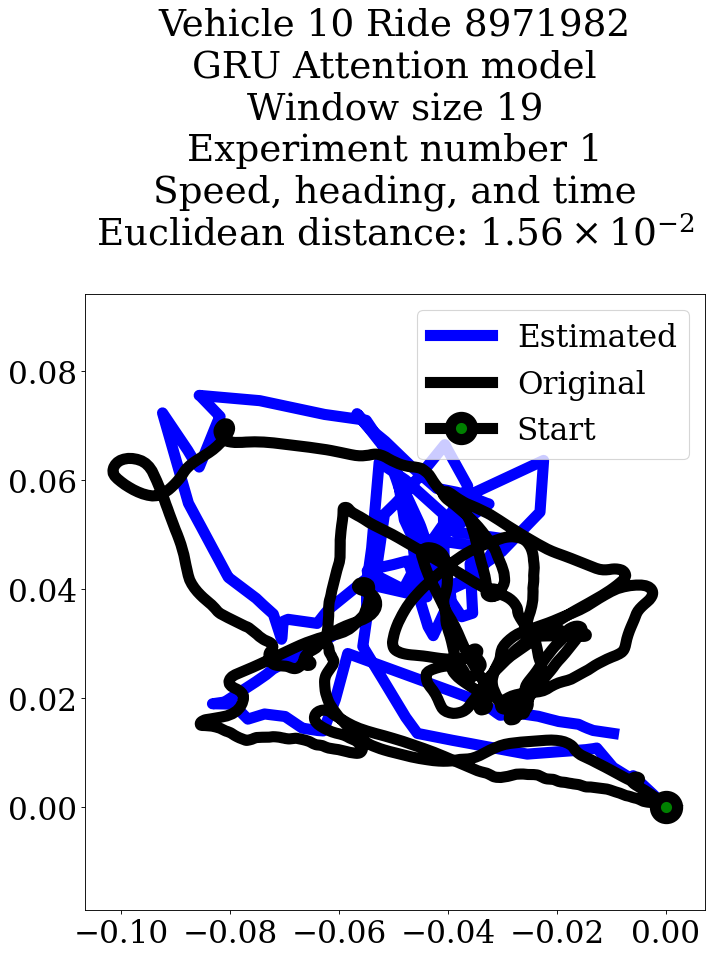 Vehicle 10 Ride 8971982
GRU Attention model
Window size 19
Experiment number 1
Speed, heading, and time
Euclidean distance: 1.56 × 10⁻²
Estimated
Original
Start
0.08
0.06
0.04
0.02
0.00
−0.10 −0.08 −0.06 −0.04 −0.02 0.00